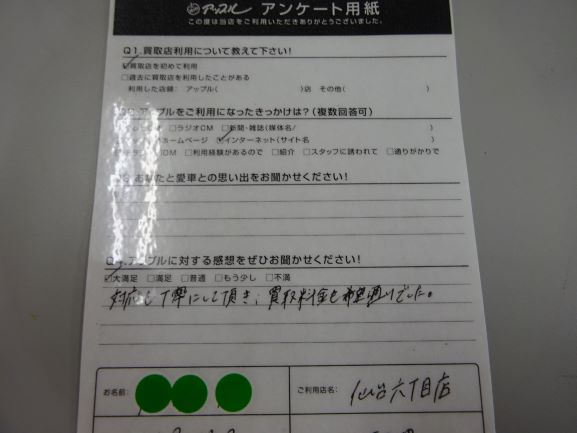 アップル アンケート用紙
この度は当店をご利用いただきありがとうございました。
Q1.買取店利用について教えて下さい!
☑買取店を初めて利用
□過去に買取店を利用したことがある
利用した店舗: アップル( )店 その他( )
アップルをご利用になったきっかけは?(複数回答可)
□ラジオCM □新聞・雑誌(媒体名/ )
ホームページ ☑インターネット(サイト名 )
DM □利用経験があるので □紹介 □スタッフに誘われて □通りがかりで
と愛車との思い出をお聞かせください!
アップルに対する感想をぜひお聞かせください!
☑大満足 □満足 □普通 □もう少し □不満
対応も丁寧にして頂き、買取料金も希望通りでした。
お名前: ご利用店名: 仙台六丁目店